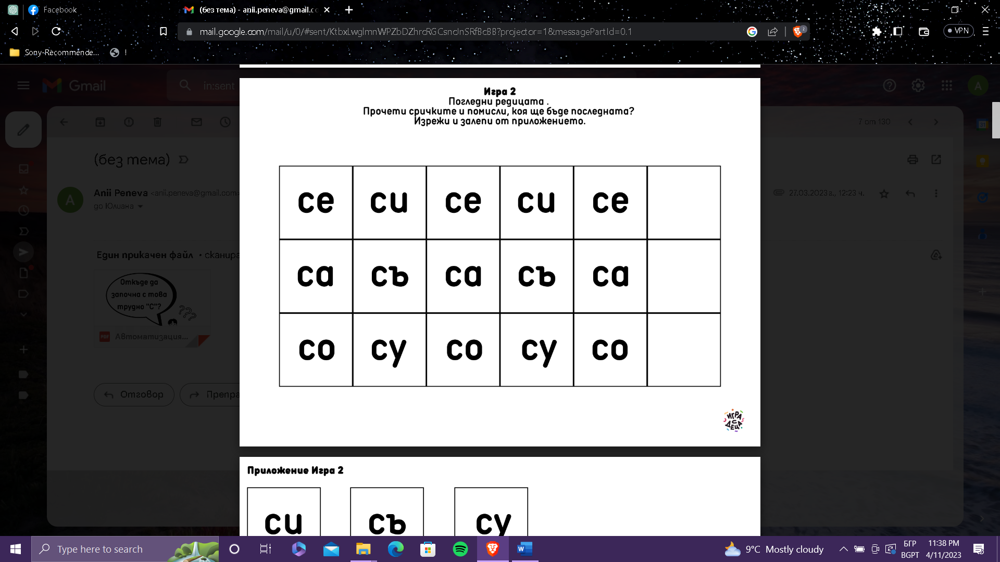 Facebook
(без тема) - anii.peneva@gmail.co
mail.google.com/mail/u/0/#sent/KtbxLwglmnWPZbDZhrcRGCsncJnSRfBcBB?projector=1&messagePartId=0.1
2
VPN
Sony-Recommende...
!
Gmail
in:sent
A
7 от 130
31
(без тема)
A
Anii Peneva <anii.peneva@gmail.com>
27.03.2023 г., 12:23 ч.
до Юлиана
Един прикачен файл • сканира
Откъде да
започна с това
трудно "С"?
???
PDF
Автоматизация...
Отговор
Препра
Игра 2
Погледни редицата .
Прочети сричките и помисли, коя ще бъде последната?
Изрежи и залепи от приложението.
се си се си се
са съ са съ са
со су со су со
ИГРА
С
ДЕЦА
Приложение Игра 2
си съ су
Type here to search
W
9°C Mostly cloudy
БГР
BGPT
11:38 PM
4/11/2023